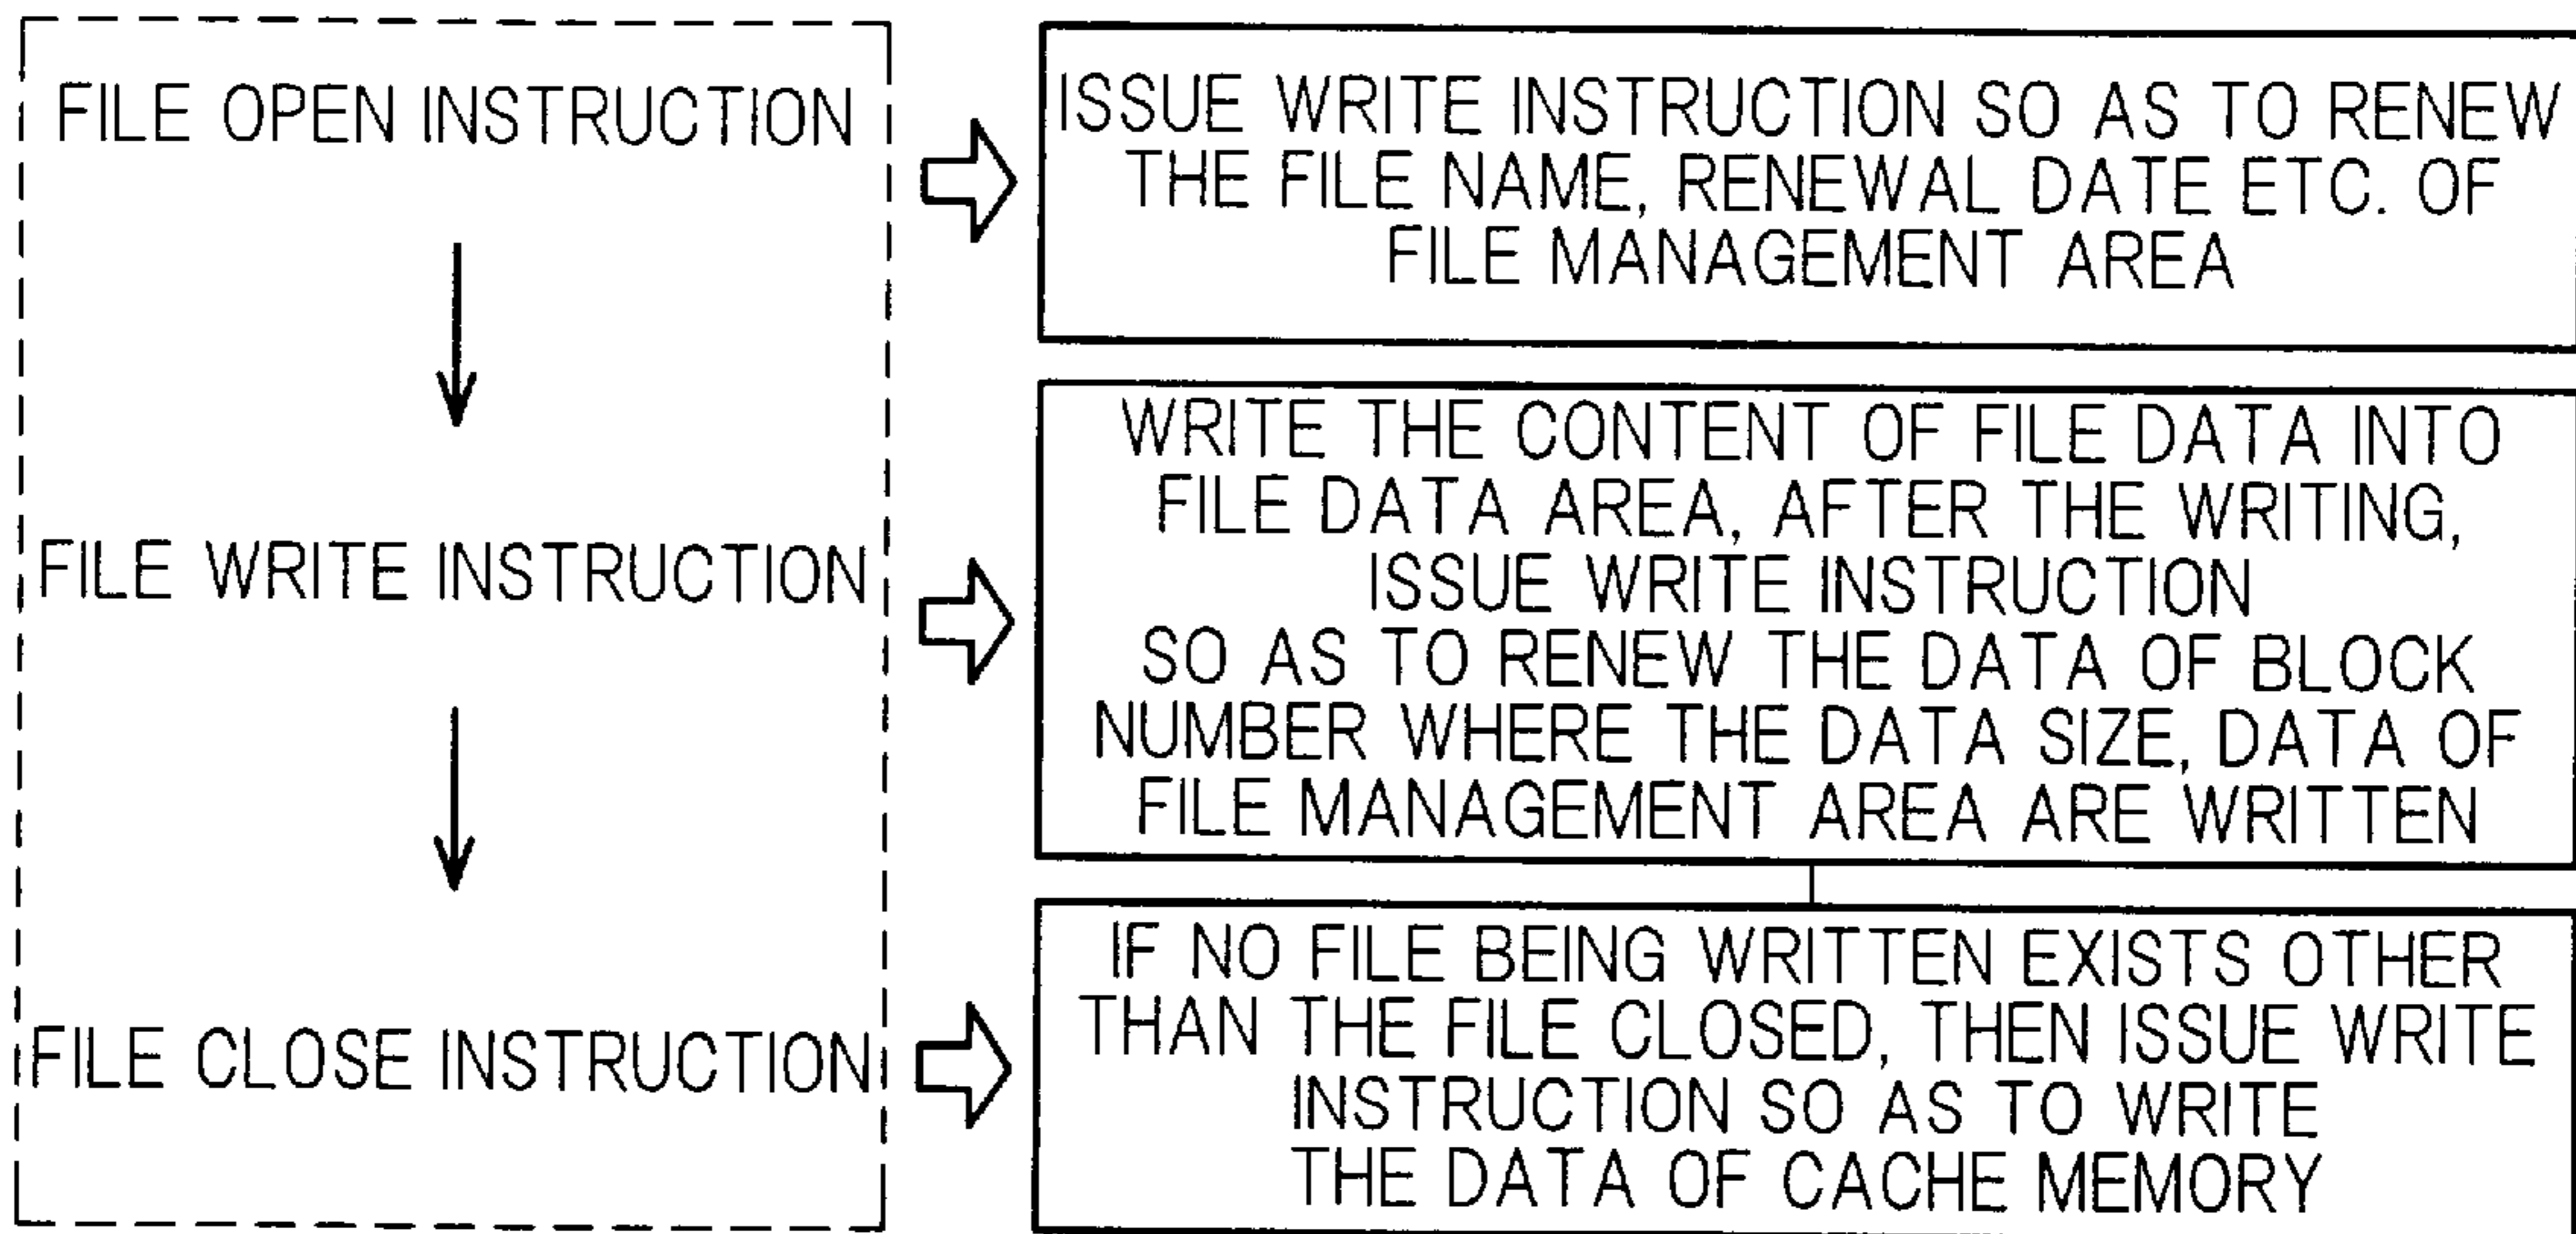 FILE OPEN INSTRUCTION
ISSUE WRITE INSTRUCTION SO AS TO RENEW
THE FILE NAME, RENEWAL DATE ETC. OF
FILE MANAGEMENT AREA
FILE WRITE INSTRUCTION
WRITE THE CONTENT OF FILE DATA INTO
FILE DATA AREA, AFTER THE WRITING,
ISSUE WRITE INSTRUCTION
SO AS TO RENEW THE DATA OF BLOCK
NUMBER WHERE THE DATA SIZE, DATA OF
FILE MANAGEMENT AREA ARE WRITTEN
FILE CLOSE INSTRUCTION
IF NO FILE BEING WRITTEN EXISTS OTHER
THAN THE FILE CLOSED, THEN ISSUE WRITE
INSTRUCTION SO AS TO WRITE
THE DATA OF CACHE MEMORY